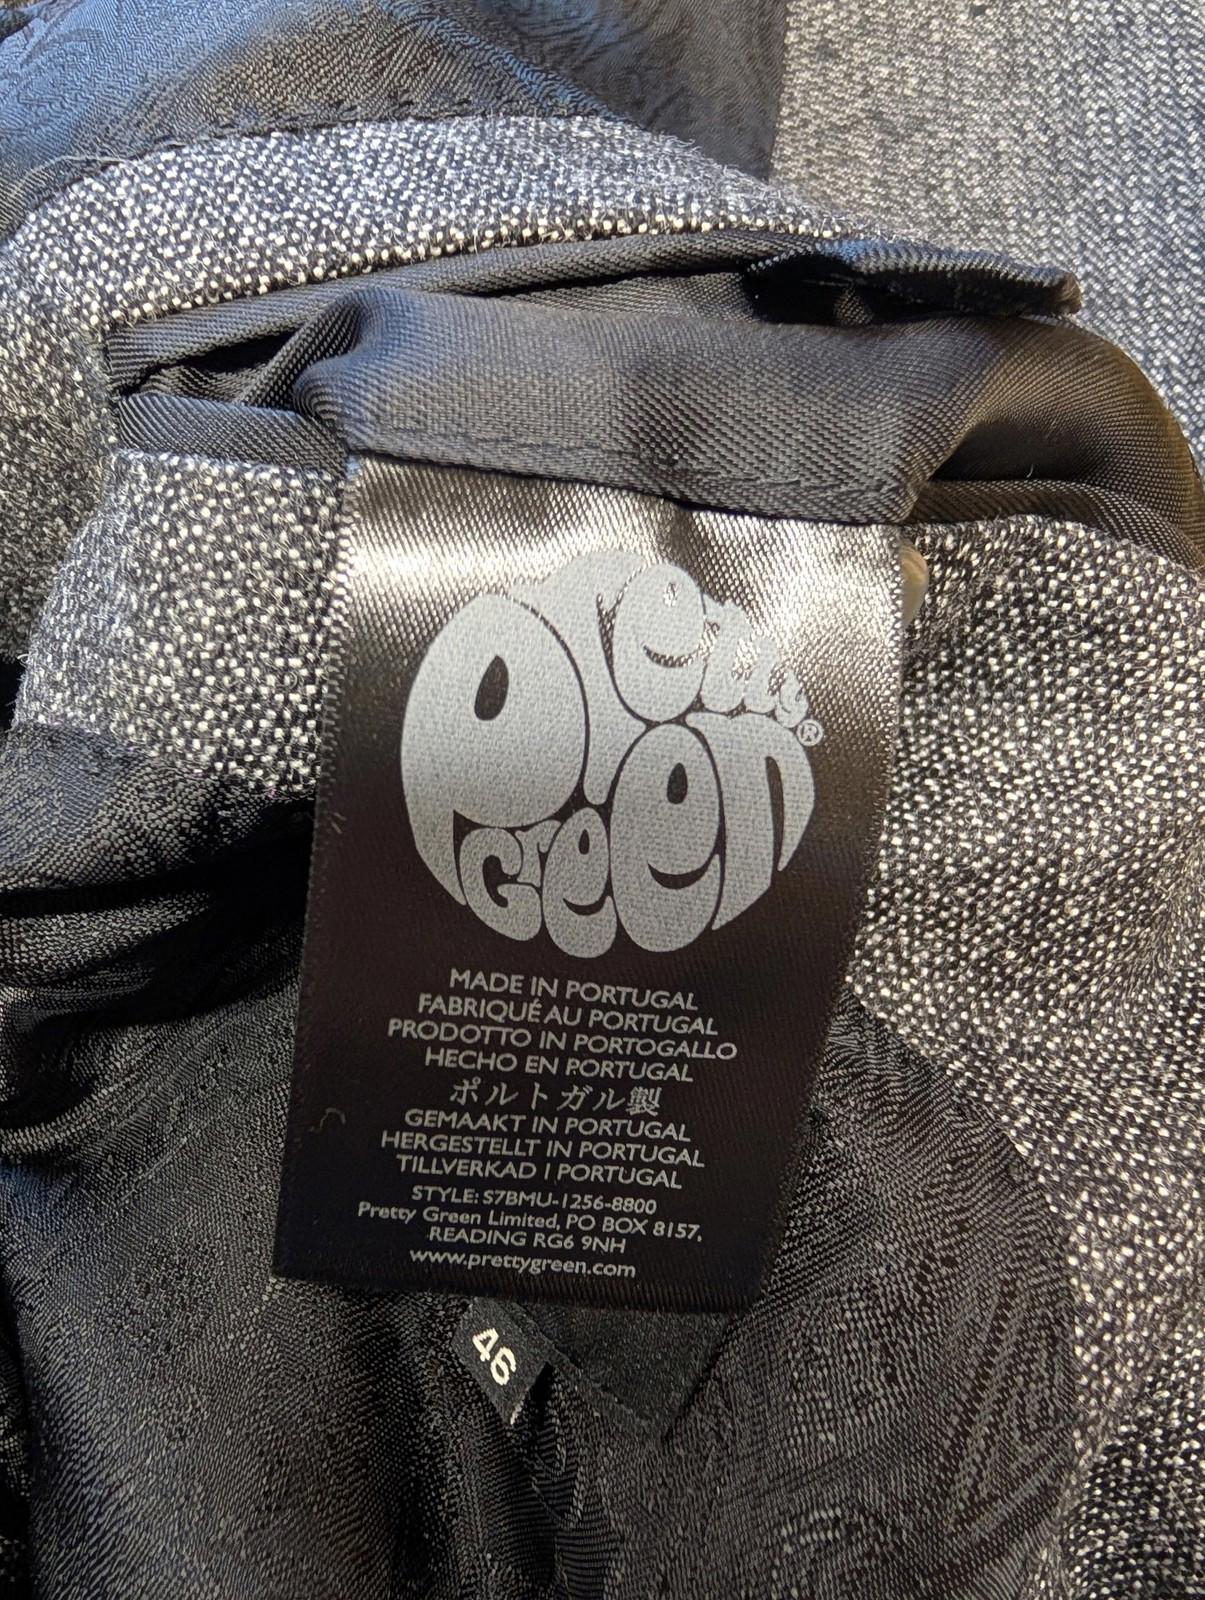 Pretty
Green®
MADE IN PORTUGAL
FABRIQUÉ AU PORTUGAL
PRODOTTO IN PORTOGALLO
HECHO EN PORTUGAL
ポルトガル製
GEMAAKT IN PORTUGAL
HERGESTELLT IN PORTUGAL
TILLVERKAD I PORTUGAL
STYLE: S7BMU-1256-8800
Pretty Green Limited, PO BOX 8157,
READING RG6 9NH
www.prettygreen.com
46